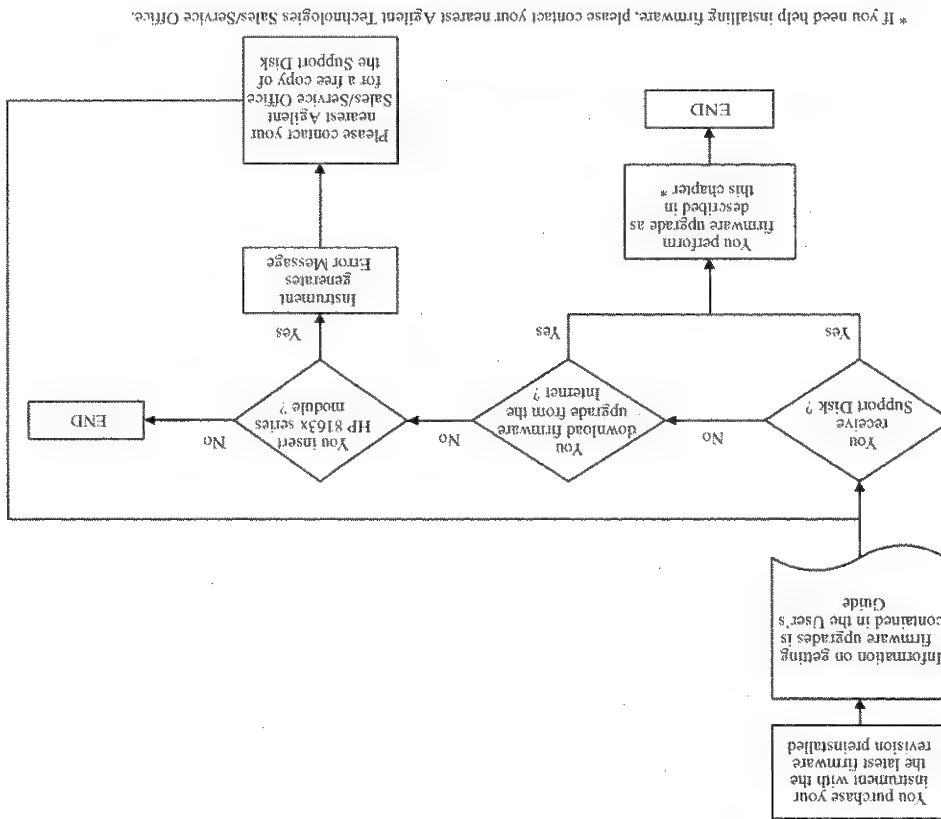 You purchase your
instrument with the
the latest firmware
revision preinstalled
Information on getting
firmware upgrades is
contained in the User's
Guide
You
receive
Support Disk ?
No
Yes
You
download firmware
upgrade from the
Internet ?
No
Yes
You insert
HP 8163x series
module ?
No
Yes
END
You perform
firmware upgrade as
described in
this chapter *
END
Instrument
generates
Error Message
Please contact your
nearest Agilent
Sales/Service Office
for a free copy of
the Support Disk
* If you need help installing firmware, please contact your nearest Agilent Technologies Sales/Service Office.